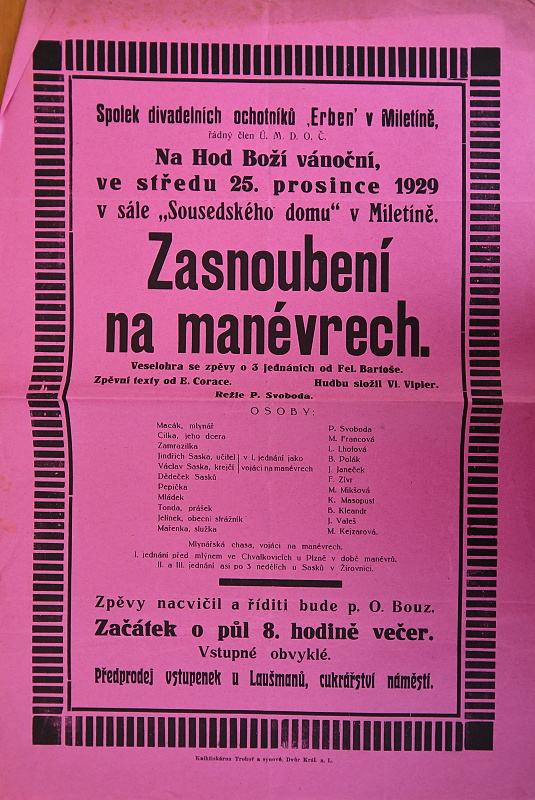 Spolek divadelních ochotníků ‚Erben' v Miletíně,
řádný člen Ú. M. D. O. Č.
Na Hod Boží vánoční,
ve středu 25. prosince 1929
v sále „Sousedského domu“ v Miletíně.
Zasnoubení
na manévrech.
Veselohra se zpěvy o 3 jednáních od Fel. Bartoše.
Zpěvní texty od E. Corace. Hudbu složil Vl. Vipler.
Režie P. Svoboda.
OSOBY:
Macák, mlynář P. Svoboda
Cilka, jeho dcera M. Francová
Zamrazilka L. Lhotová
Jindřich Saska, učitel | v I. jednání jako B. Polák
Václav Saska, krejčí | vojáci na manévrech J. Janeček
Dědeček Sasků F. Zívr
Pepička M. Mikšová
Mládek K. Masopust
Tonda, prášek B. Kleandr
Jelínek, obecní strážník J. Valeš
Mařenka, služka M. Kejzarová.
Mlynářská chasa, vojáci na manévrech.
I. jednání před mlýnem ve Chvalkovicích u Plzně v době manévrů.
II. a III. jednání asi po 3 nedělích u Sasků v Žirovnici.
Zpěvy nacvičil a říditi bude p. O. Bouz.
Začátek o půl 8. hodině večer.
Vstupné obvyklé.
Předprodej vstupenek u Laušmanů, cukrářství náměstí.
Knihtiskárna Trohoř a synové, Dvůr Král. n. L.